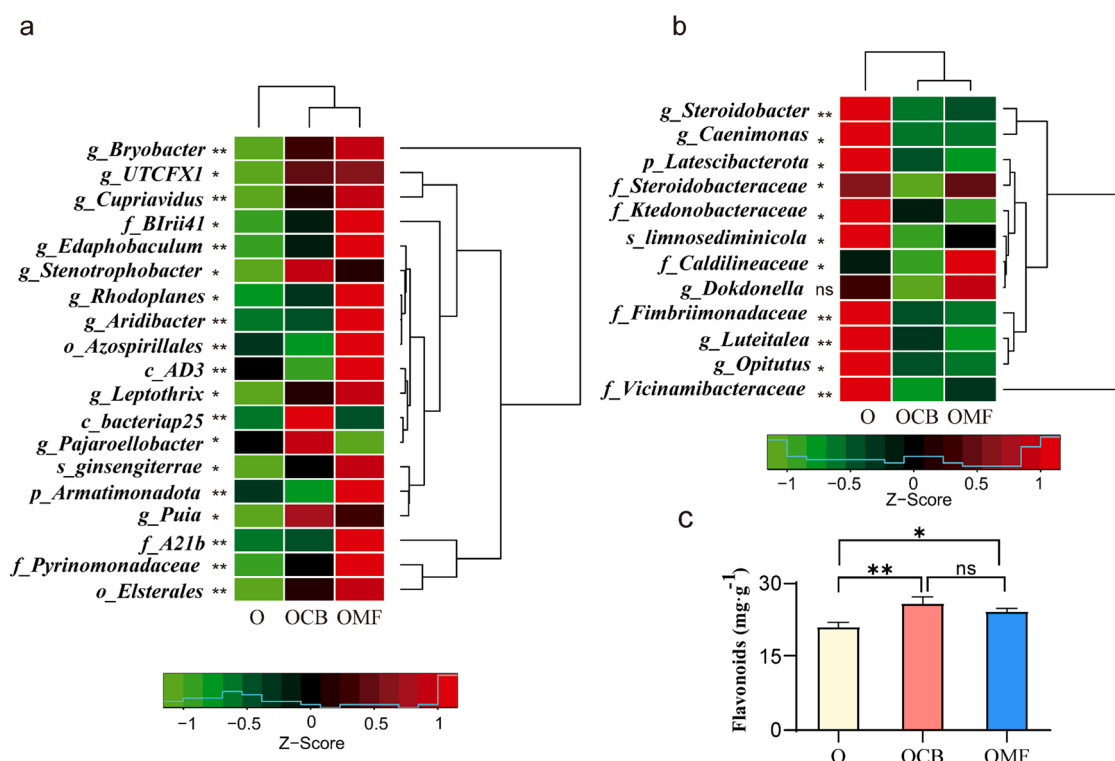 a
g_Bryobacter **
g_UTCFX1 *
g_Cupriavidus **
f_BIrii41 *
g_Edaphobaculum **
g_Stenotrophobacter *
g_Rhodoplanes *
g_Aridibacter **
o_Azospirillales *
c_AD3 **
g_Leptothrix *
c_bacteriap25 **
g_Pajaroellobacter *
s_ginsengiterrae *
p_Armatimonadota **
g_Puia *
f_A21b **
f_Pyrinomonadaceae **
o_Elsterales **
O OCB OMF
−1 −0.5 0 0.5 1
Z−Score
b
g_Steroidobacter **
g_Caenimonas *
p_Latescibacterota *
f_Steroidobacteraceae *
f_Ktedonobacteraceae *
s_limnosediminicola *
f_Caldilineaceae *
g_Dokdonella ns
f_Fimbriimonadaceae **
g_Luteitalea **
g_Opitutus *
f_Vicinamibacteraceae **
O OCB OMF
−1 −0.5 0 0.5 1
Z−Score
c
*
** ns
Flavonoids (mg·g-1)
30
15
0
O OCB OMF